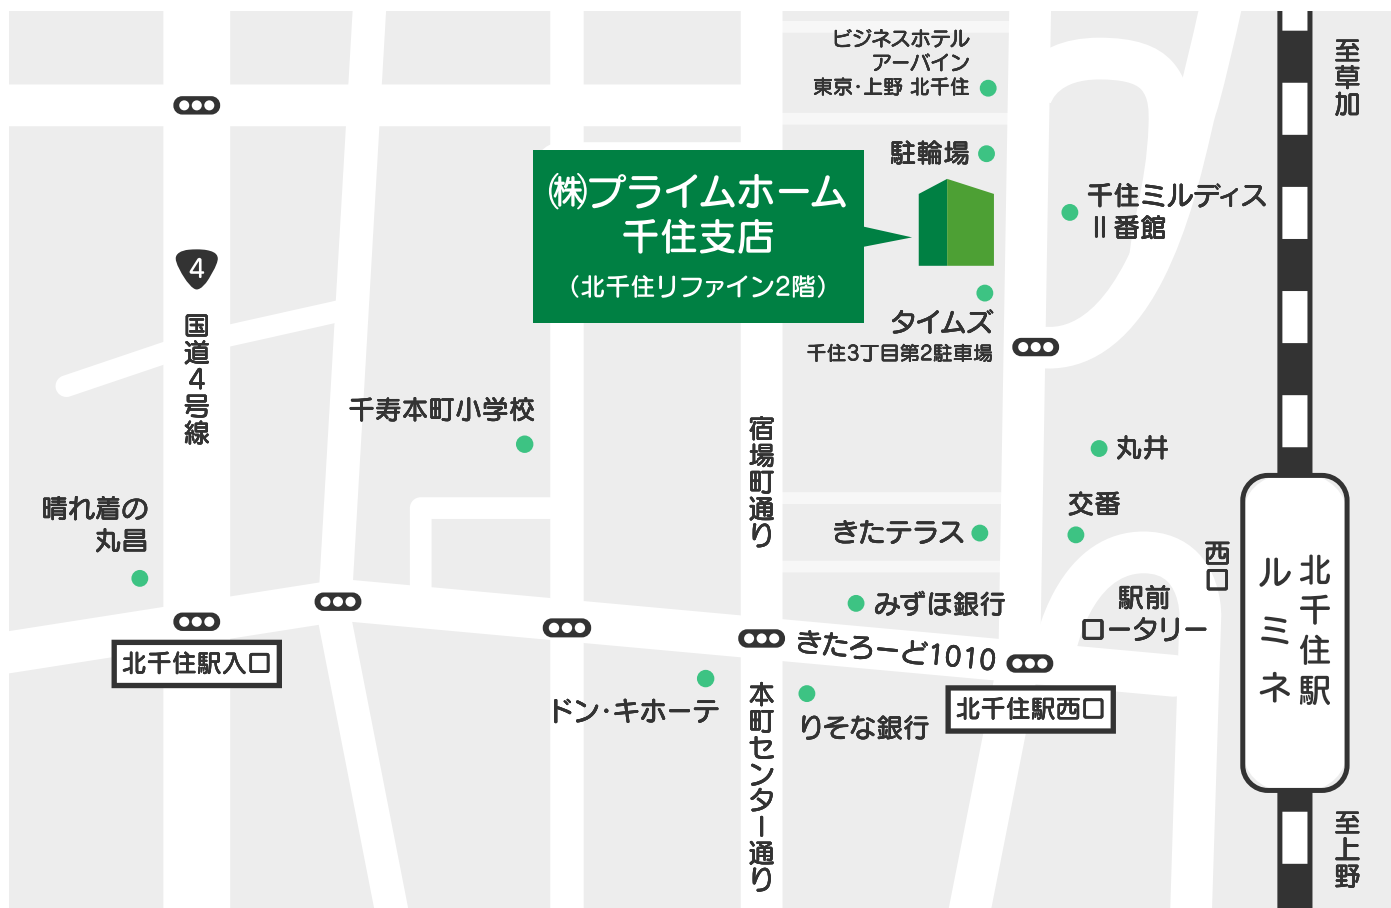 ビジネスホテル
アーバイン
東京・上野 北千住
至草加
駐輪場
㈱プライムホーム
千住支店
(北千住リファイン2階)
千住ミルディス
Ⅱ番館
4
国道4号線
タイムズ
千住3丁目第2駐車場
千寿本町小学校
宿場町通り
丸井
交番
晴れ着の
丸昌
きたテラス
西口
北千住駅
ルミネ
みずほ銀行
駅前
ロータリー
きたろーど1010
北千住駅入口
ドン・キホーテ
本町センター通り
りそな銀行
北千住駅西口
至上野